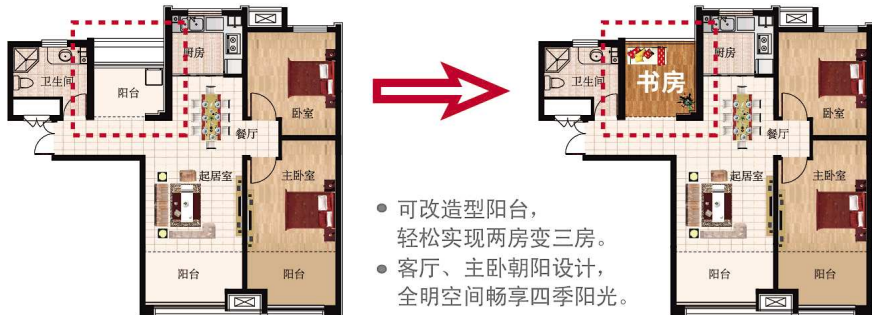 厨房
卫生间
阳台
卧室
餐厅
起居室
主卧室
阳台
阳台
厨房
卫生间
书房
卧室
餐厅
起居室
主卧室
阳台
阳台
可改造型阳台，
轻松实现两房变三房。
客厅、主卧朝阳设计，
全明空间畅享四季阳光。